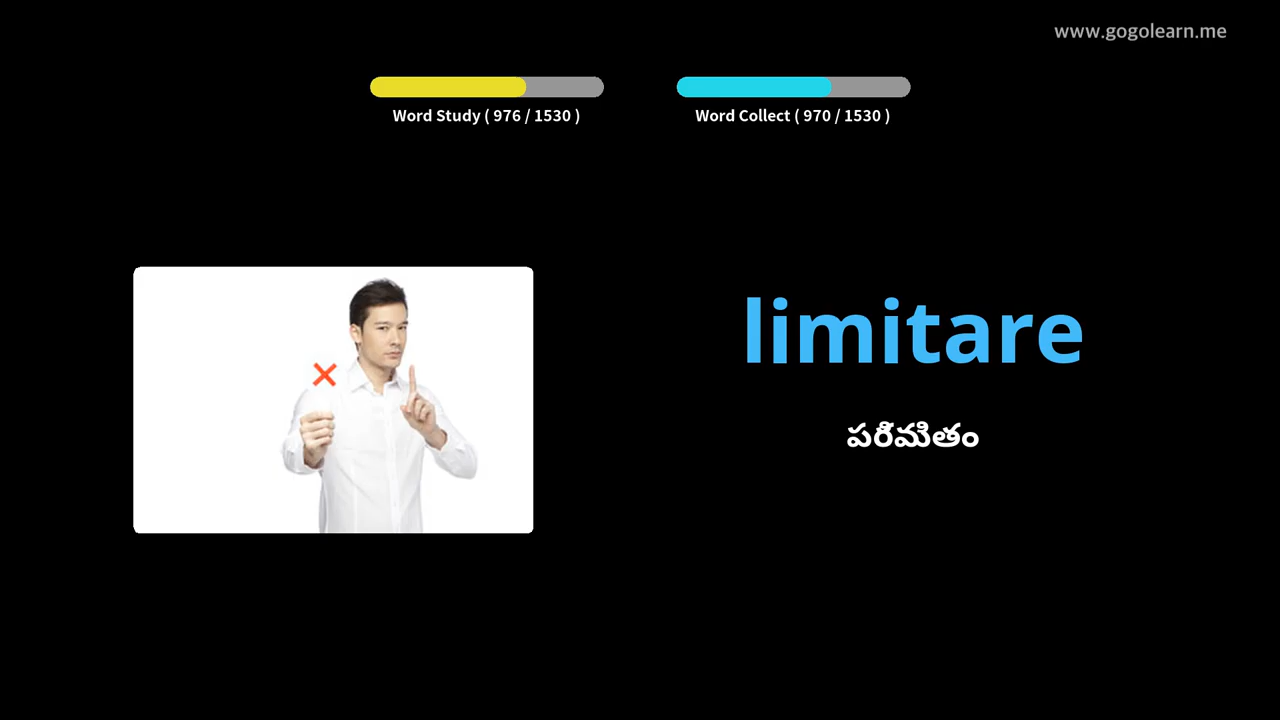 www.gogolearn.me
Word Study ( 976 / 1530 )
Word Collect ( 970 / 1530 )
limitare
పరిమితం